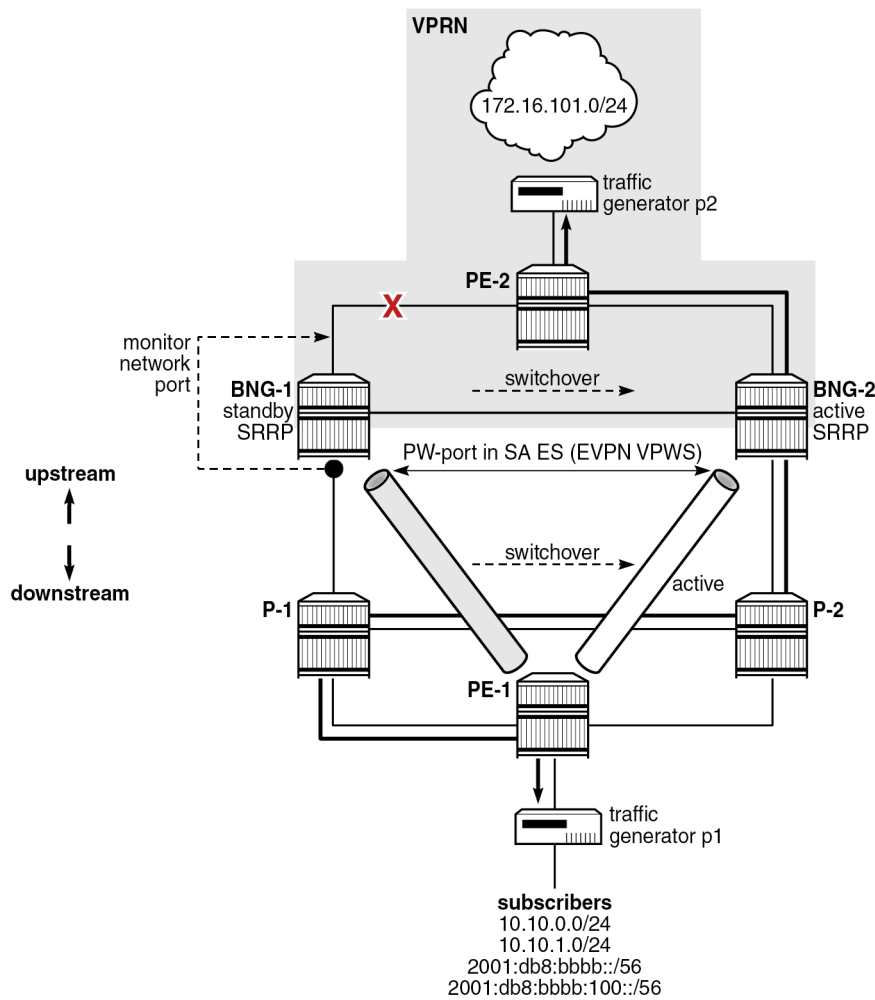 VPRN
172.16.101.0/24
traffic
generator p2
PE-2
X
monitor
network
port
BNG-1
standby
SRRP
switchover
BNG-2
active
SRRP
PW-port in SA ES (EVPN VPWS)
upstream
downstream
switchover
active
P-1
P-2
PE-1
traffic
generator p1
subscribers
10.10.0.0/24
10.10.1.0/24
2001:db8:bbbb::/56
2001:db8:bbbb:100::/56